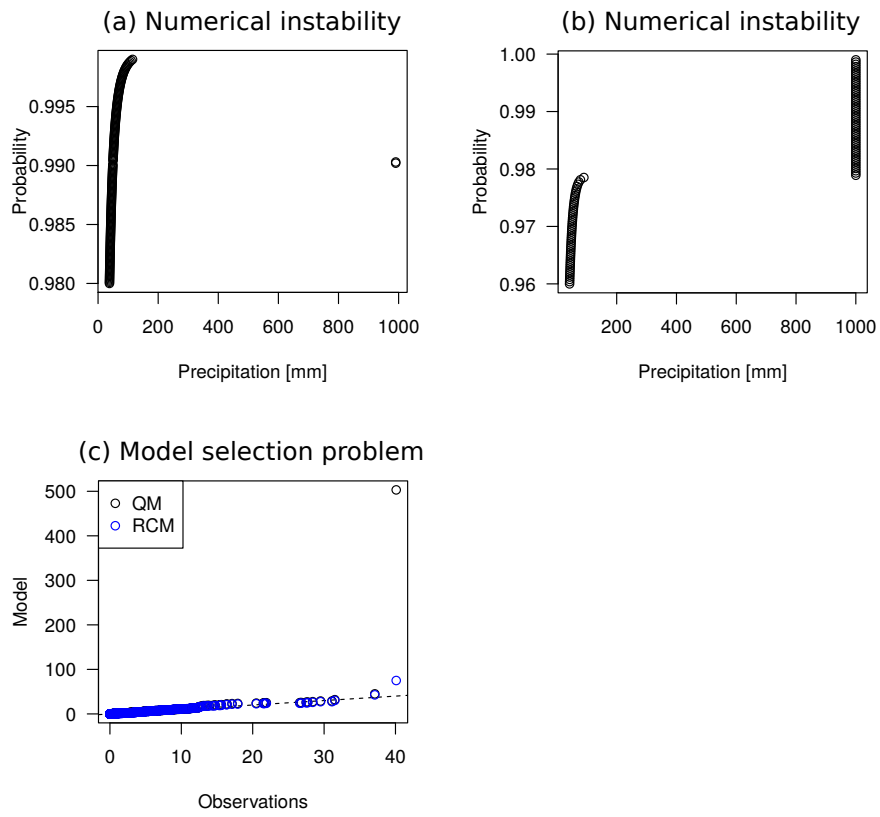 (a) Numerical instability
Probability
0.995
0.990
0.985
0.980
0
200
400
600
800
1000
Precipitation [mm]
(b) Numerical instability
Probability
1.00
0.99
0.98
0.97
0.96
200
400
600
800
1000
Precipitation [mm]
(c) Model selection problem
QM
RCM
Model
500
400
300
200
100
0
0
10
20
30
40
Observations